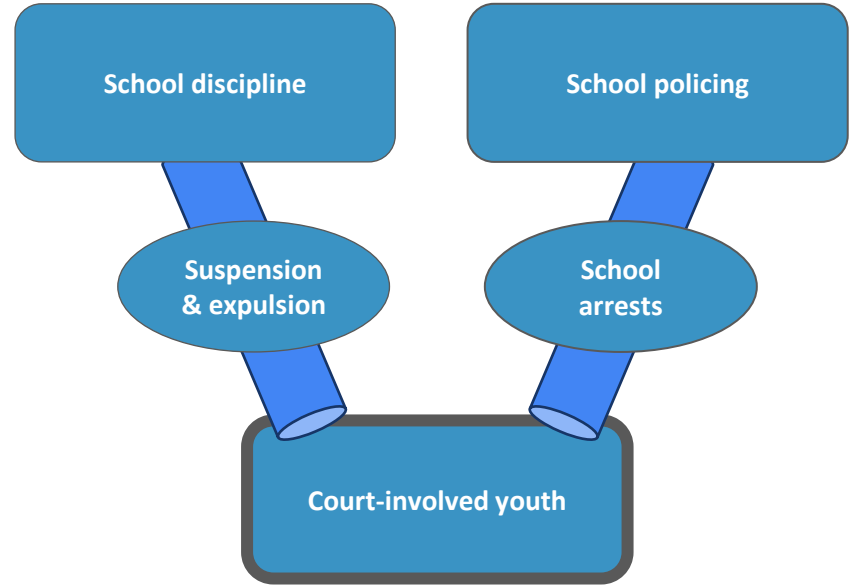 School discipline
School policing
Suspension
& expulsion
School
arrests
Court-involved youth